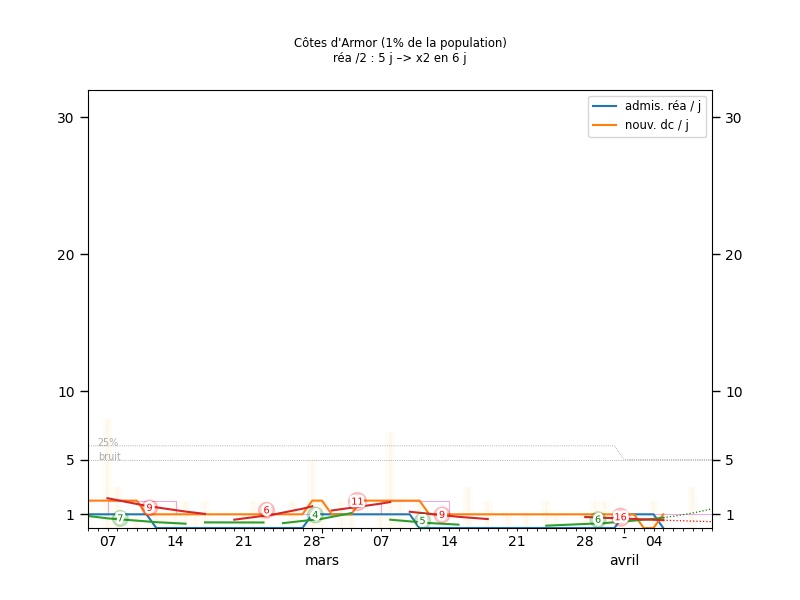 Côtes d'Armor (1% de la population)
réa /2 : 5 j –> x2 en 6 j
admis. réa / j
nouv. dc / j
30 30
20 20
10 10
5 5
1 1
25%
bruit
7 9 6 4 11 5 9 6 16
07 14 21 28 - 07 14 21 28 - 04
mars avril